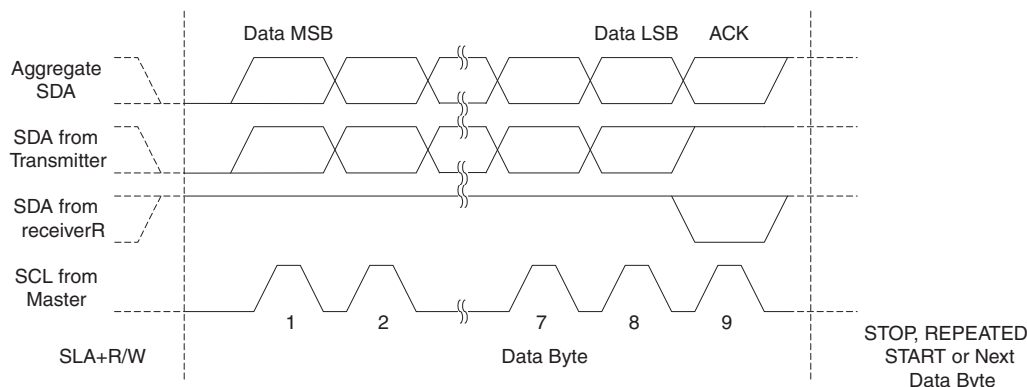 Data MSB
Data LSB
ACK
Aggregate
SDA
SDA from
Transmitter
SDA from
receiverR
SCL from
Master
1
2
7
8
9
SLA+R/W
Data Byte
STOP, REPEATED
START or Next
Data Byte